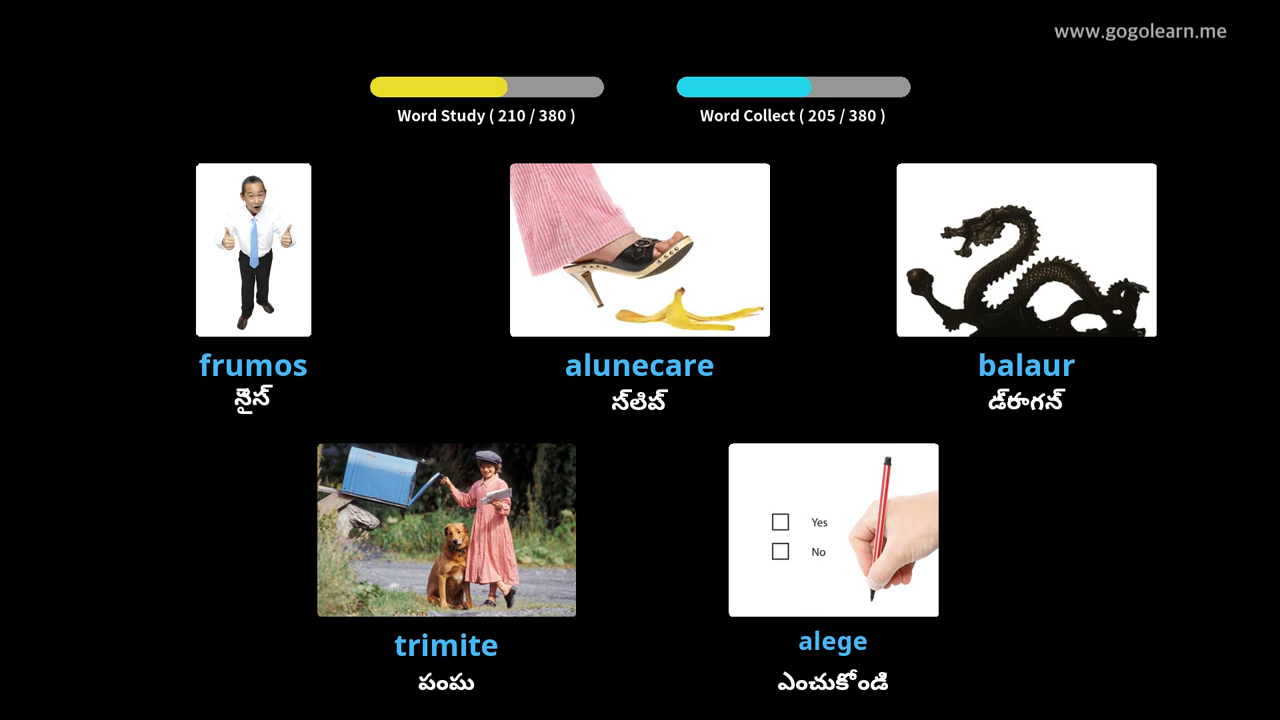 www.gogolearn.me
Word Study ( 210 / 380 )
Word Collect ( 205 / 380 )
frumos
నైస్
alunecare
స్‌లిప్
balaur
డ్‌రాగన్
Yes
No
trimite
పంపు
alege
ఎంచుకోండి